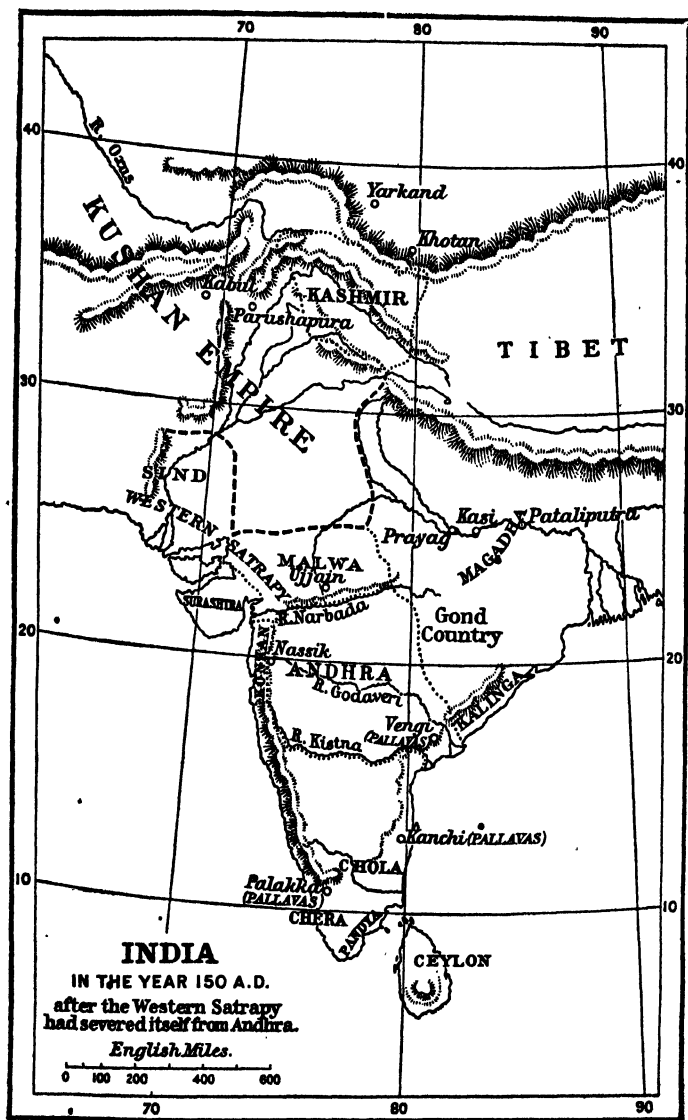 70 80 90
40 40
R. Oxus
Yarkand
Khotan
KUSHAN EMPIRE
Kabul
KASHMIR
Parushapura
TIBET
30 30
SIND
WESTERN SATRAPY
Prayag
Kasi
Pataliputra
MAGADHA
MALWA
Ujjain
SURASHTRA
R. Narbada
Gond
Country
20 20
KONKAN
Nassik
ANDHRA
R. Godaveri
KALINGA
Vengi
(PALLAVAS)
R. Kistna
Kanchi (PALLAVAS)
CHOLA
10 10
Palakka
(PALLAVAS)
CHERA
PANDIA
CEYLON
INDIA
IN THE YEAR 150 A.D.
after the Western Satrapy
had severed itself from Andhra.
English Miles.
0 100 200 400 600
70 80 90